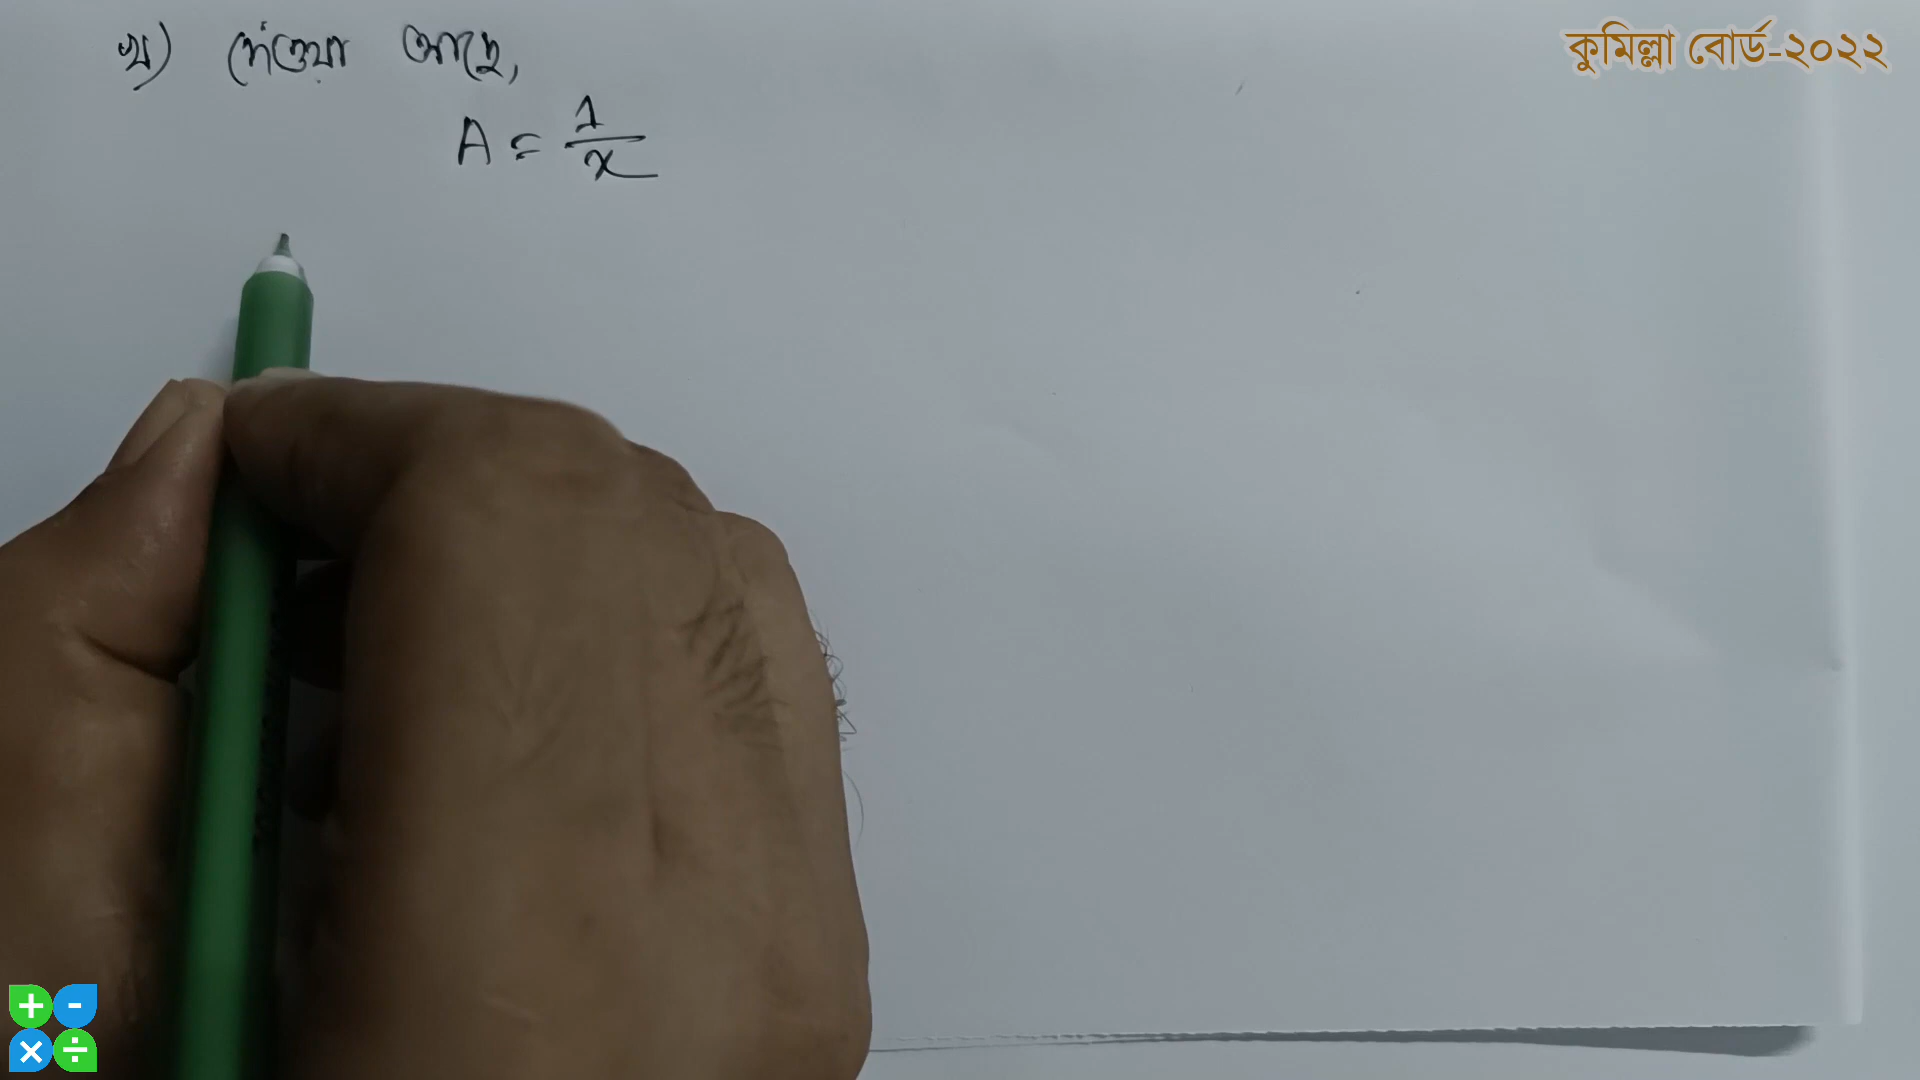 খ) দেওয়া আছে,
কুমিল্লা বোর্ড-২০২২
A = 1/x
+ -
× ÷